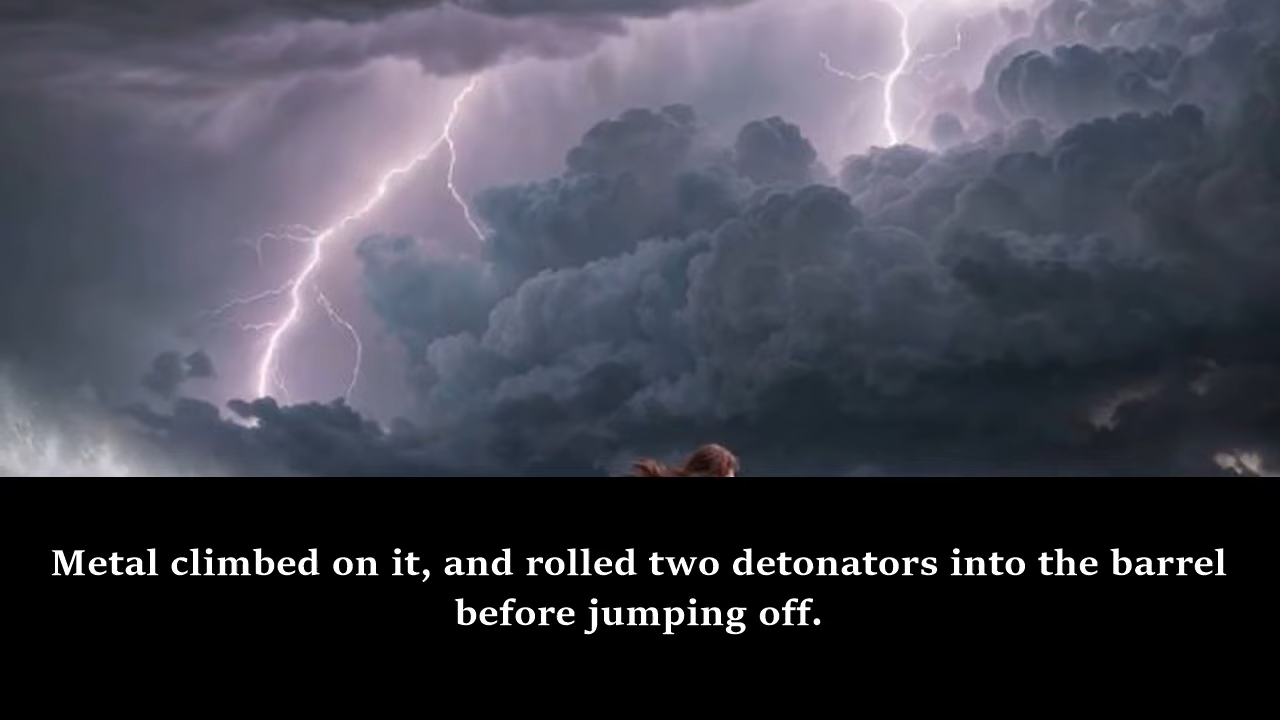 Metal climbed on it, and rolled two detonators into the barrel
before jumping off.